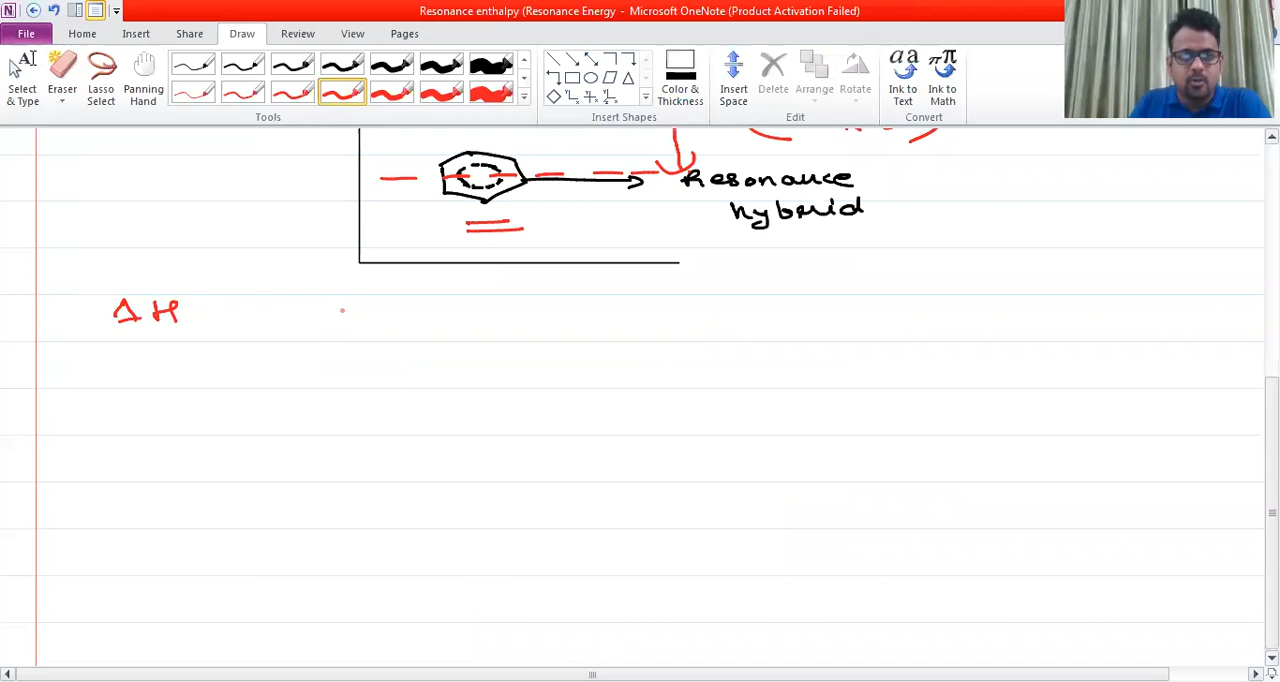 Resonance enthalpy (Resonance Energy - Microsoft OneNote (Product Activation Failed)
File Home Insert Draw Review View Pages
Select & Type
Eraser
Lasso Select
Panning Hand
Color & Thickness
Insert Space
Delete
Arrange
Rotate
Ink to Text
Ink to Math
Tools
Insert Shapes
Edit
Convert
Resonance
hybrid
Δ H